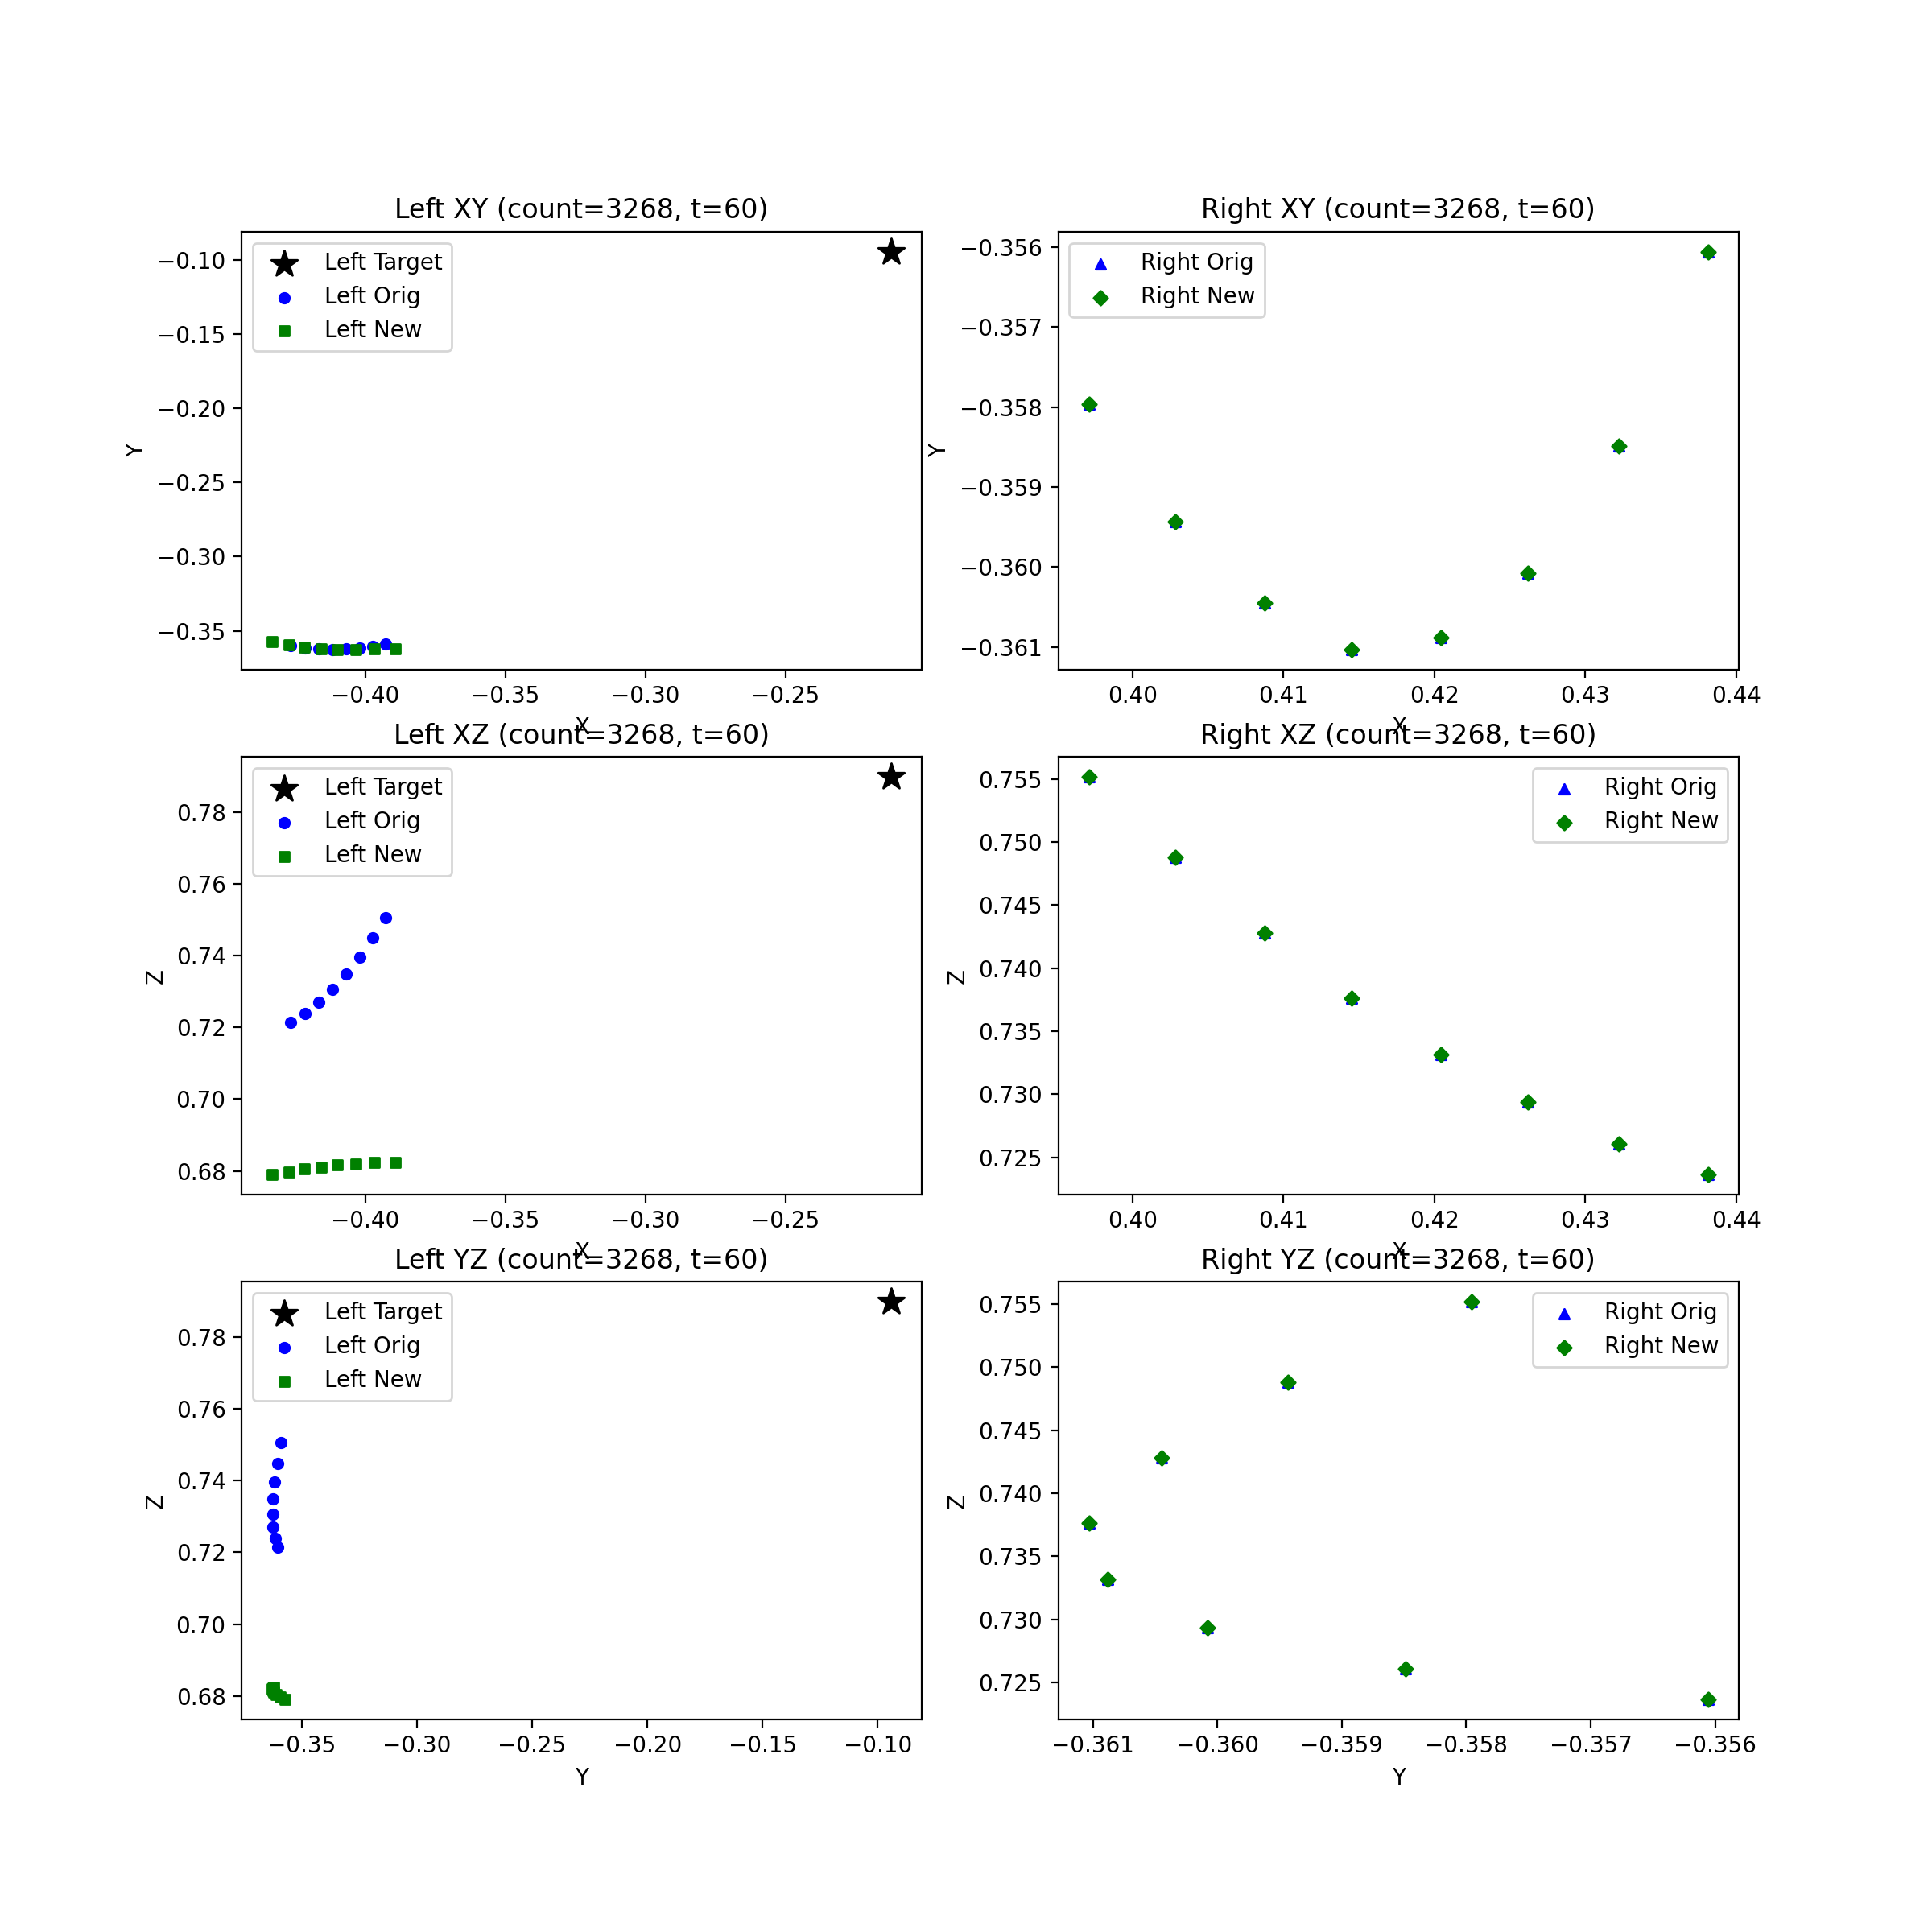 Left XY (count=3268, t=60)
Left Target
Left Orig
Left New
−0.10
−0.15
−0.20
−0.25
−0.30
−0.35
Y
−0.40
−0.35
−0.30
−0.25
X
Right XY (count=3268, t=60)
Right Orig
Right New
−0.356
−0.357
−0.358
−0.359
−0.360
−0.361
Y
0.40
0.41
0.42
0.43
0.44
X
Left XZ (count=3268, t=60)
Left Target
Left Orig
Left New
0.78
0.76
0.74
0.72
0.70
0.68
Z
−0.40
−0.35
−0.30
−0.25
X
Right XZ (count=3268, t=60)
Right Orig
Right New
0.755
0.750
0.745
0.740
0.735
0.730
0.725
Z
0.40
0.41
0.42
0.43
0.44
X
Left YZ (count=3268, t=60)
Left Target
Left Orig
Left New
0.78
0.76
0.74
0.72
0.70
0.68
Z
−0.35
−0.30
−0.25
−0.20
−0.15
−0.10
Y
Right YZ (count=3268, t=60)
Right Orig
Right New
0.755
0.750
0.745
0.740
0.735
0.730
0.725
Z
−0.361
−0.360
−0.359
−0.358
−0.357
−0.356
Y